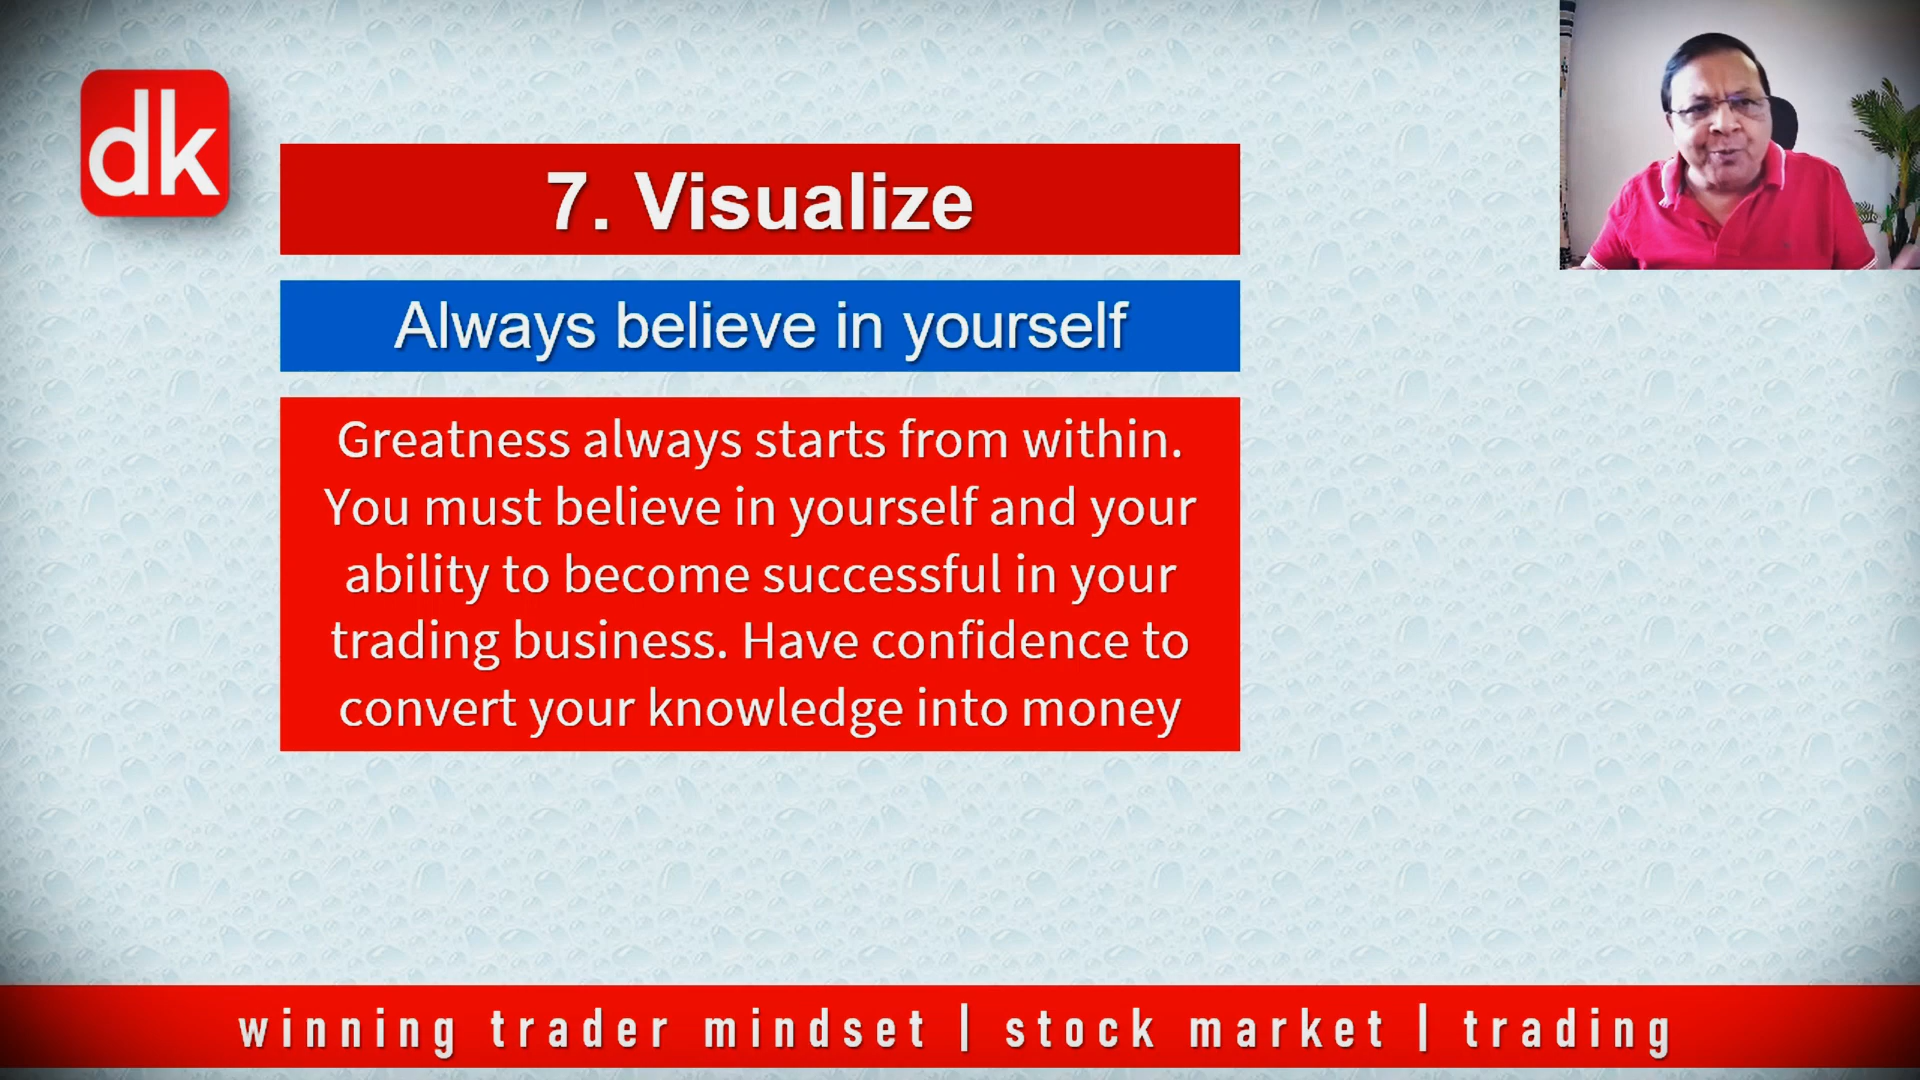 dk
7. Visualize
Always believe in yourself
Greatness always starts from within.
You must believe in yourself and your
ability to become successful in your
trading business. Have confidence to
convert your knowledge into money
winning trader mindset | stock market | trading